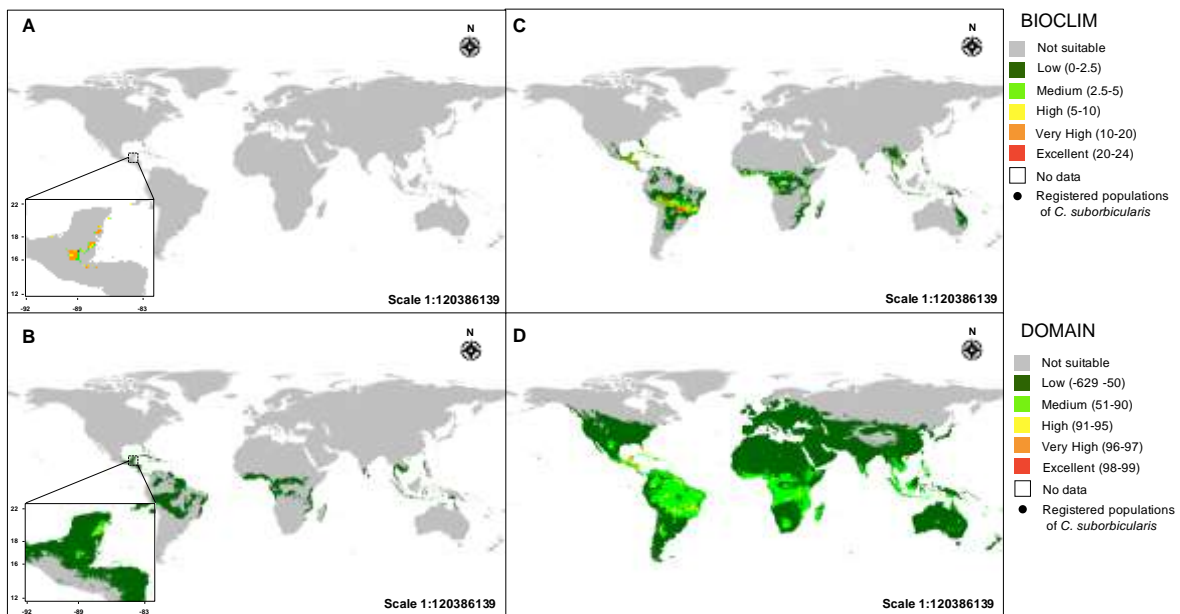 A
N
22
18
16
12
-92
-89
-83
Scale 1:120386139
C
N
Scale 1:120386139
BIOCLIM
Not suitable
Low (0-2.5)
Medium (2.5-5)
High (5-10)
Very High (10-20)
Excellent (20-24)
No data
Registered populations
of C. suborbicularis
B
N
22
18
16
12
-92
-89
-83
Scale 1:120386139
D
N
Scale 1:120386139
DOMAIN
Not suitable
Low (-629 -50)
Medium (51-90)
High (91-95)
Very High (96-97)
Excellent (98-99)
No data
Registered populations
of C. suborbicularis